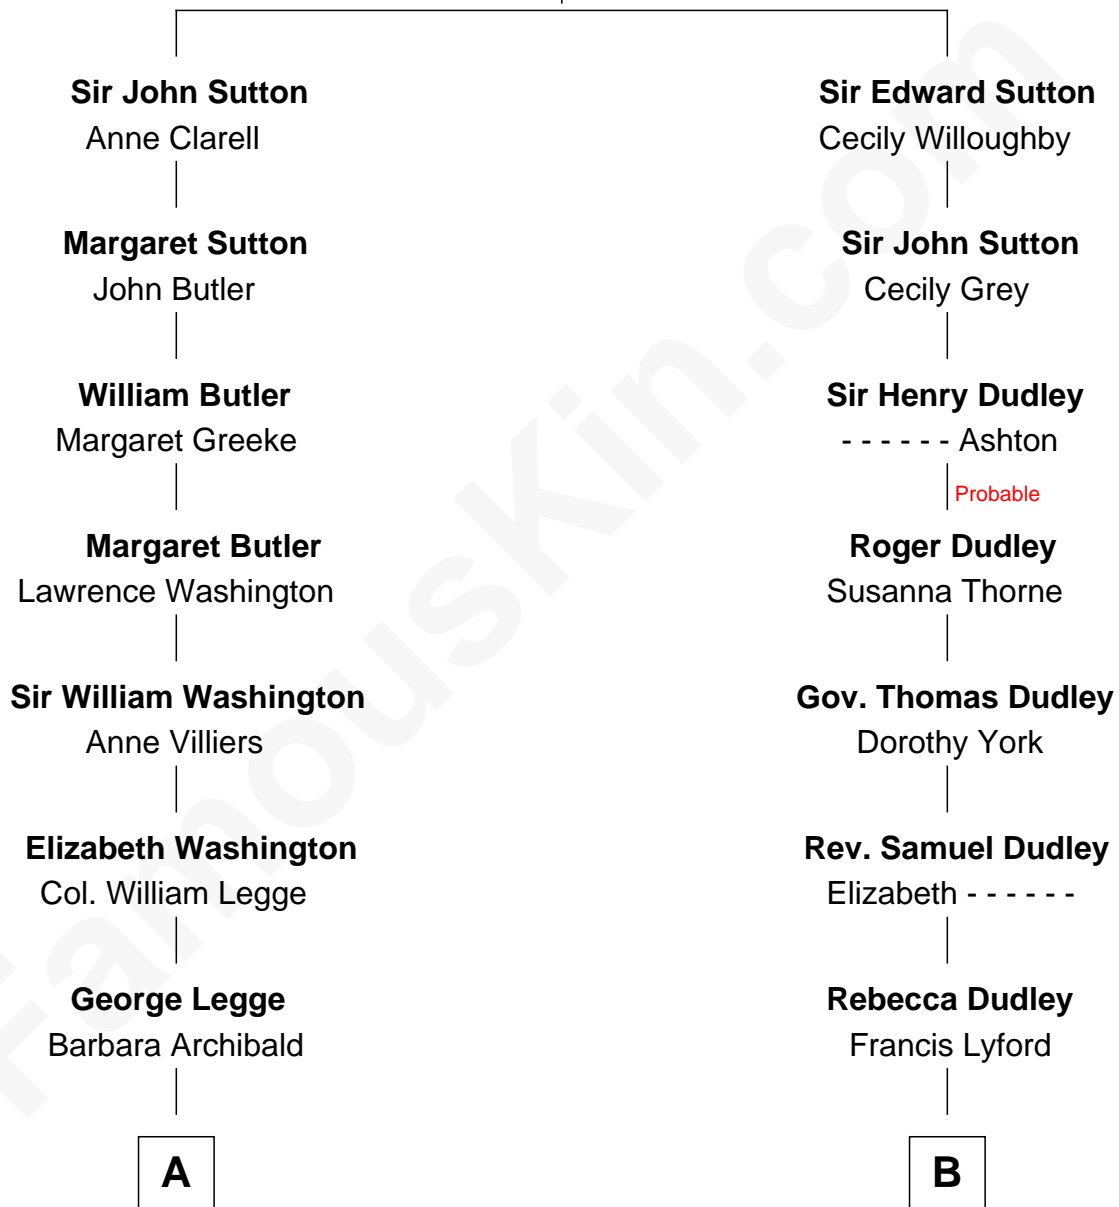 Sir John Sutton
Anne Clarell
Margaret Sutton
John Butler
William Butler
Margaret Greeke
Margaret Butler
Lawrence Washington
Sir William Washington
Anne Villiers
Elizabeth Washington
Col. William Legge
George Legge
Barbara Archibald
A
Sir Edward Sutton
Cecily Willoughby
Sir John Sutton
Cecily Grey
Sir Henry Dudley
- - - - - - Ashton
Probable
Roger Dudley
Susanna Thorne
Gov. Thomas Dudley
Dorothy York
Rev. Samuel Dudley
Elizabeth - - - - - -
Rebecca Dudley
Francis Lyford
B
FamousKin.com